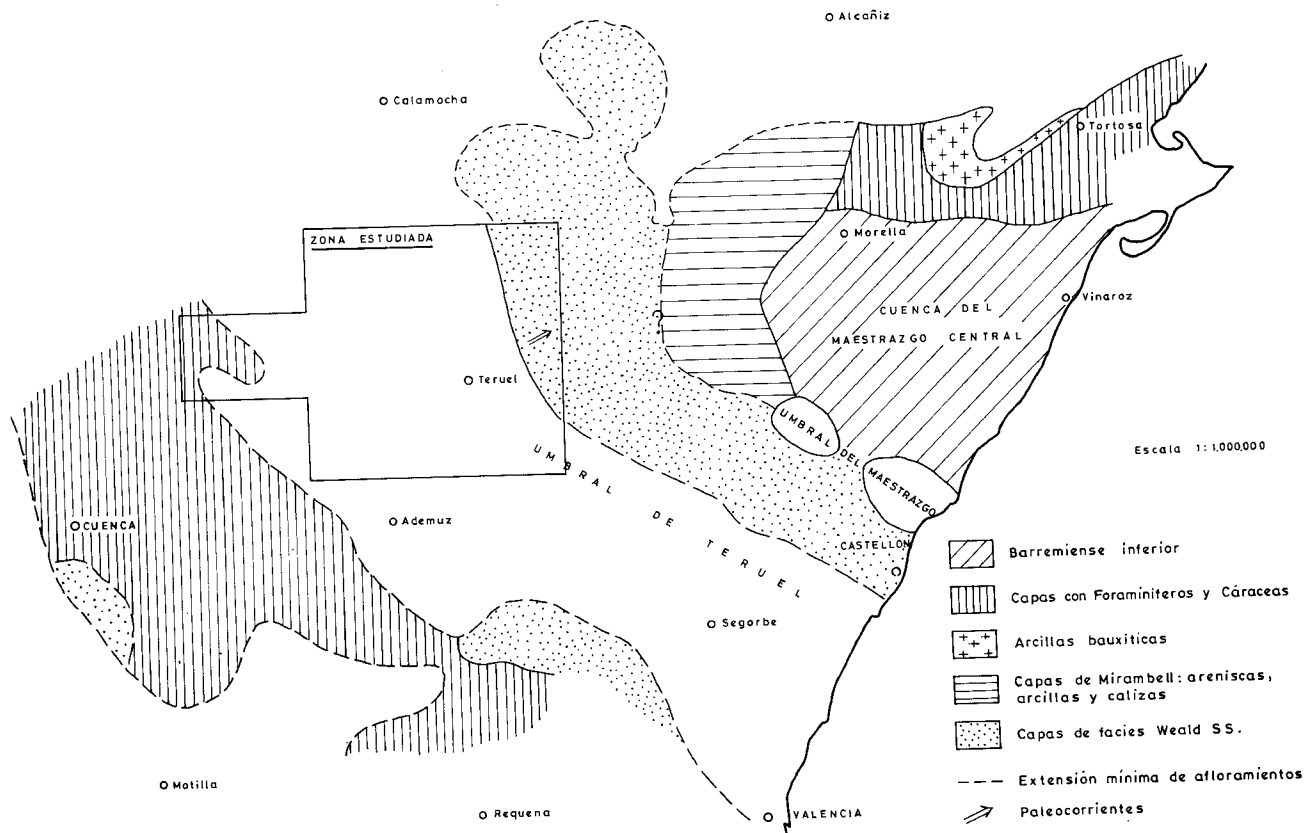 Alcañiz
Calamocha
Tortosa
ZONA ESTUDIADA
Morella
Vinaroz
CUENCA DEL
MAESTRAZGO CENTRAL
?
Teruel
UMBRAL DEL MAESTRAZGO
Escala 1:1.000,000
UMBRAL DE TERUEL
CUENCA
Ademuz
CASTELLON
Segorbe
Barremiense inferior
Capas con Foraminiferos y Cáraceas
Arcillas bauxíticas
Capas de Mirambell: areniscas,
arcillas y calizas
Capas de facies Weald SS.
Extensión mínima de afloramientos
Paleocorrientes
Motilla
Requena
VALENCIA